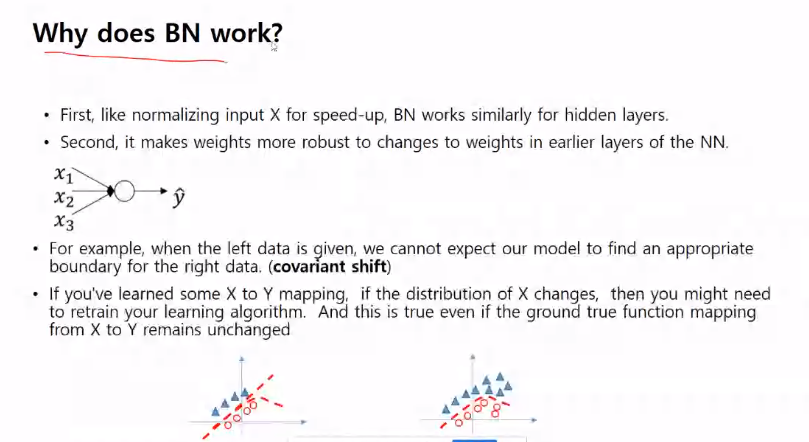 Why does BN work?
• First, like normalizing input X for speed-up, BN works similarly for hidden layers.
• Second, it makes weights more robust to changes to weights in earlier layers of the NN.
x₁
x₂
x₃
ŷ
• For example, when the left data is given, we cannot expect our model to find an appropriate
boundary for the right data. (covariant shift)
• If you've learned some X to Y mapping, if the distribution of X changes, then you might need
to retrain your learning algorithm. And this is true even if the ground true function mapping
from X to Y remains unchanged